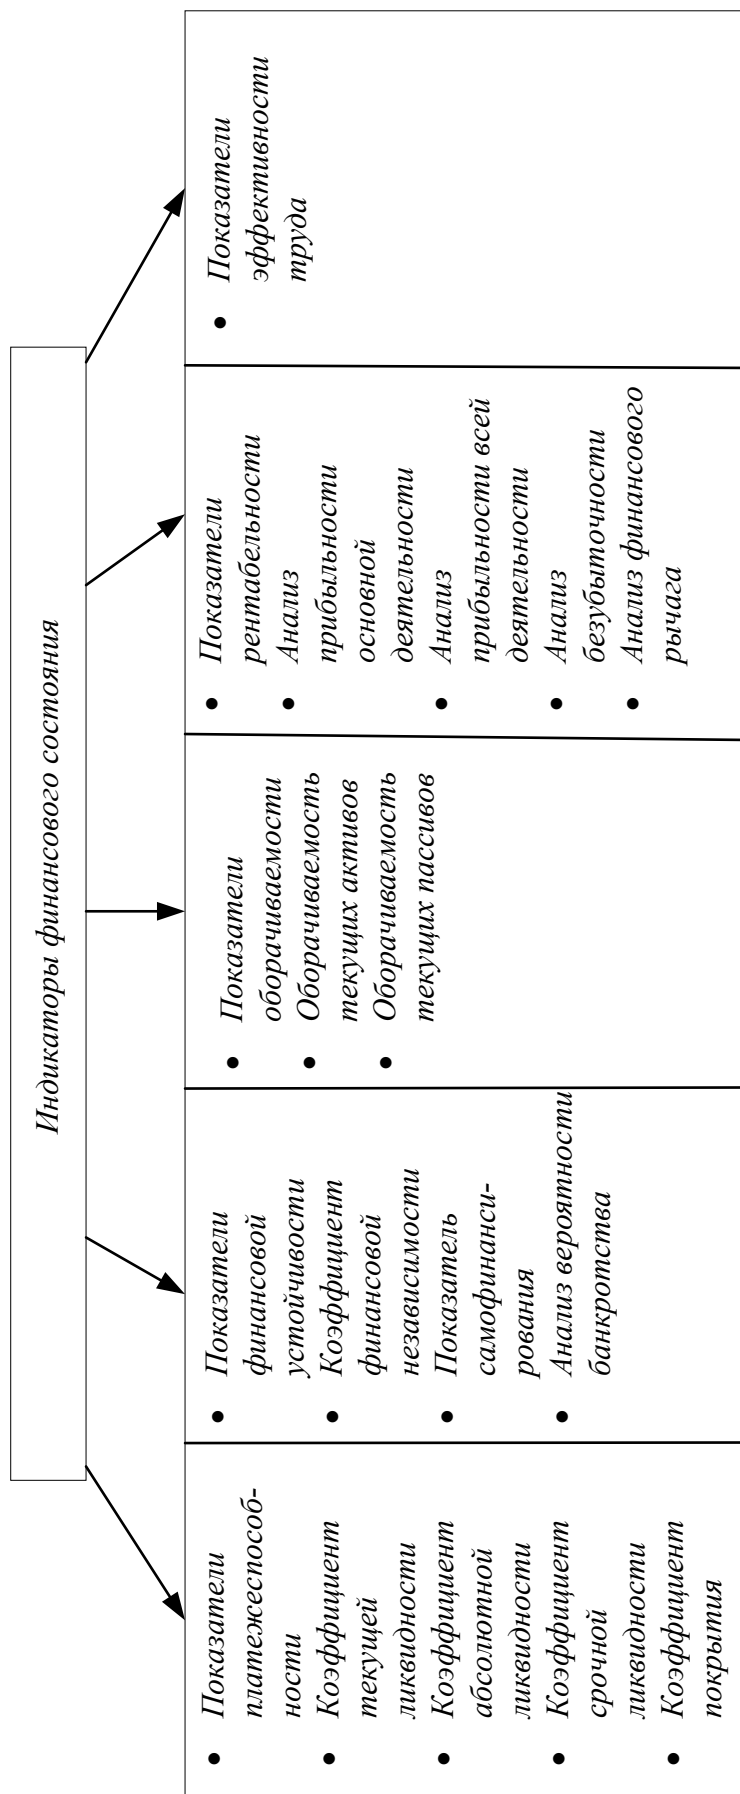 Индикаторы финансового состояния
• Показатели
платежеспособ-
ности
• Коэффициент
текущей
ликвидности
• Коэффициент
абсолютной
ликвидности
• Коэффициент
срочной
ликвидности
• Коэффициент
покрытия
• Показатели
финансовой
устойчивости
• Коэффициент
финансовой
независимости
• Показатель
самофинанси-
рования
• Анализ вероятности
банкротства
• Показатели
оборачиваемости
• Оборачиваемость
текущих активов
• Оборачиваемость
текущих пассивов
• Показатели
рентабельности
• Анализ
прибыльности
основной
деятельности
• Анализ
прибыльности всей
деятельности
• Анализ
безубыточности
• Анализ финансового
рычага
• Показатели
эффективности
труда